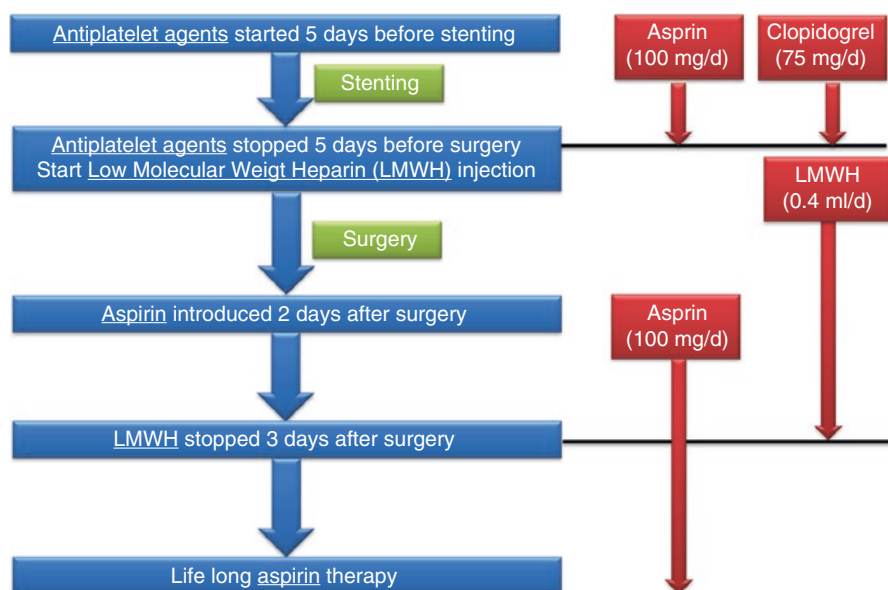 Antiplatelet agents started 5 days before stenting
Asprin
(100 mg/d)
Clopidogrel
(75 mg/d)
Stenting
Antiplatelet agents stopped 5 days before surgery
Start Low Molecular Weigt Heparin (LMWH) injection
LMWH
(0.4 ml/d)
Surgery
Aspirin introduced 2 days after surgery
Asprin
(100 mg/d)
LMWH stopped 3 days after surgery
Life long aspirin therapy